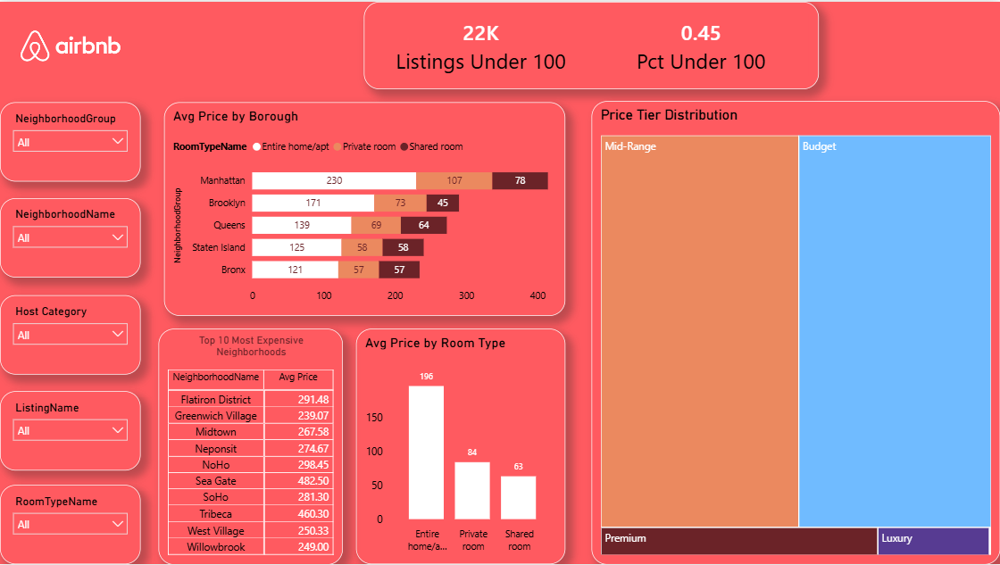 airbnb
22K
Listings Under 100
0.45
Pct Under 100
NeighborhoodGroup
All
NeighborhoodName
All
Host Category
All
ListingName
All
RoomTypeName
All
Avg Price by Borough
RoomTypeName Entire home/apt Private room Shared room
NeighborhoodGroup
Manhattan 230 107 78
Brooklyn 171 73 45
Queens 139 69 64
Staten Island 125 58 58
Bronx 121 57 57
0 100 200 300 400
Top 10 Most Expensive
Neighborhoods
NeighborhoodName Avg Price
Flatiron District 291.48
Greenwich Village 239.07
Midtown 267.58
Neponsit 274.67
NoHo 298.45
Sea Gate 482.50
SoHo 281.30
Tribeca 460.30
West Village 250.33
Willowbrook 249.00
Avg Price by Room Type
196
84
63
150
100
50
0
Entire
home/a...
Private
room
Shared
room
Price Tier Distribution
Mid-Range
Budget
Premium
Luxury